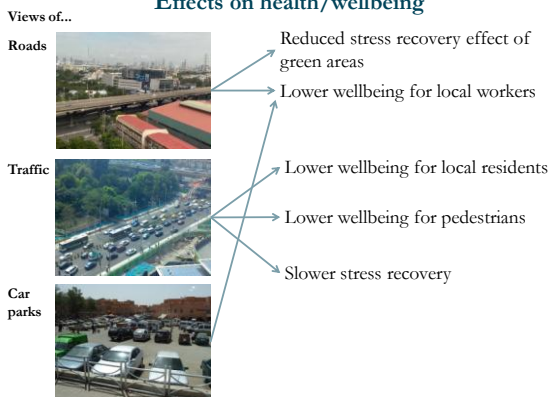 Effects on health/wellbeing
Views of...
Roads
Reduced stress recovery effect of
green areas
Lower wellbeing for local workers
Traffic
Lower wellbeing for local residents
Lower wellbeing for pedestrians
Slower stress recovery
Car
parks